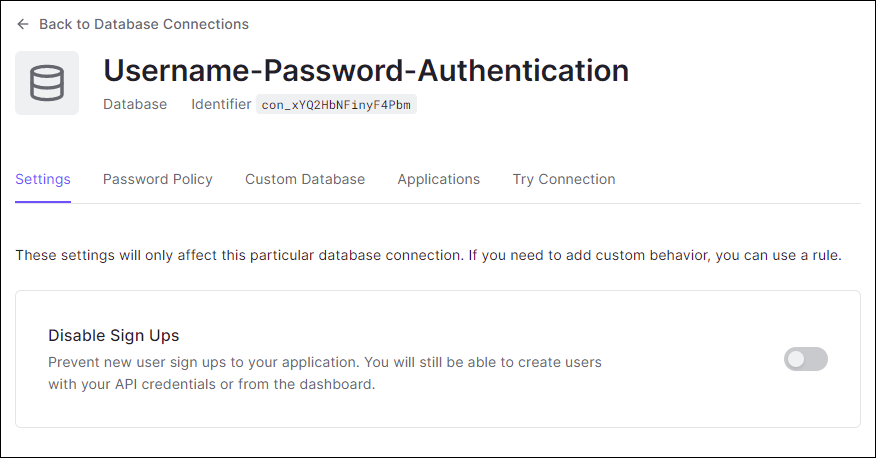 Back to Database Connections
Username-Password-Authentication
Database Identifier con_xYQ2HbNFinyF4Pbm
Settings Password Policy Custom Database Applications Try Connection
These settings will only affect this particular database connection. If you need to add custom behavior, you can use a rule.
Disable Sign Ups
Prevent new user sign ups to your application. You will still be able to create users
with your API credentials or from the dashboard.